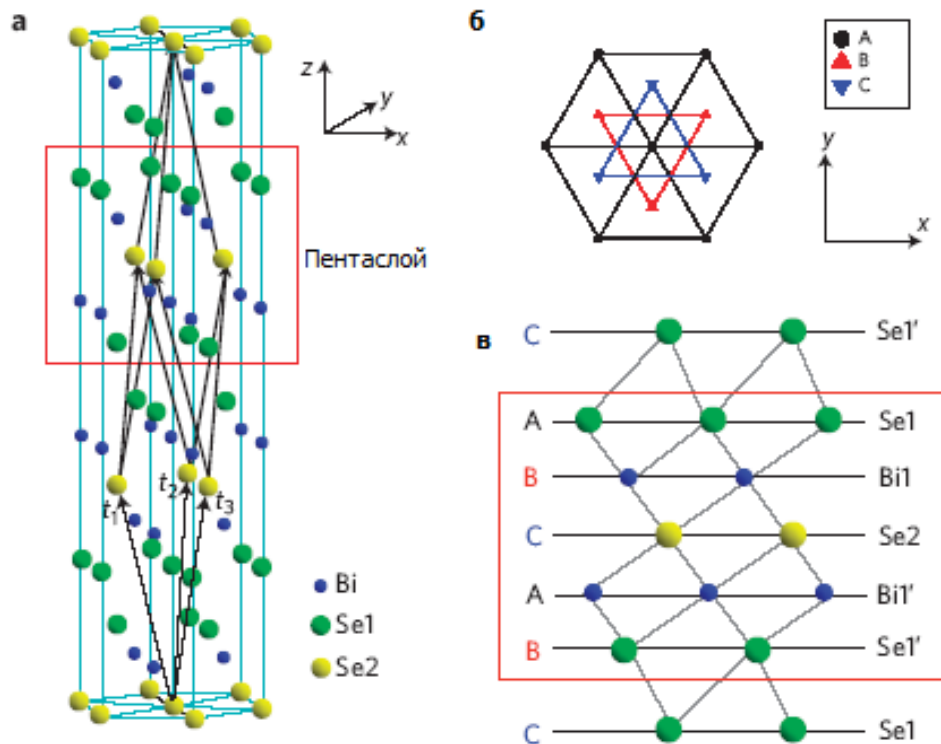 а
z
y
x
Пентаслой
t1
t2
t3
Bi
Se1
Se2
б
A
B
C
y
x
в
C Se1′
A Se1
B Bi1
C Se2
A Bi1′
B Se1′
C Se1